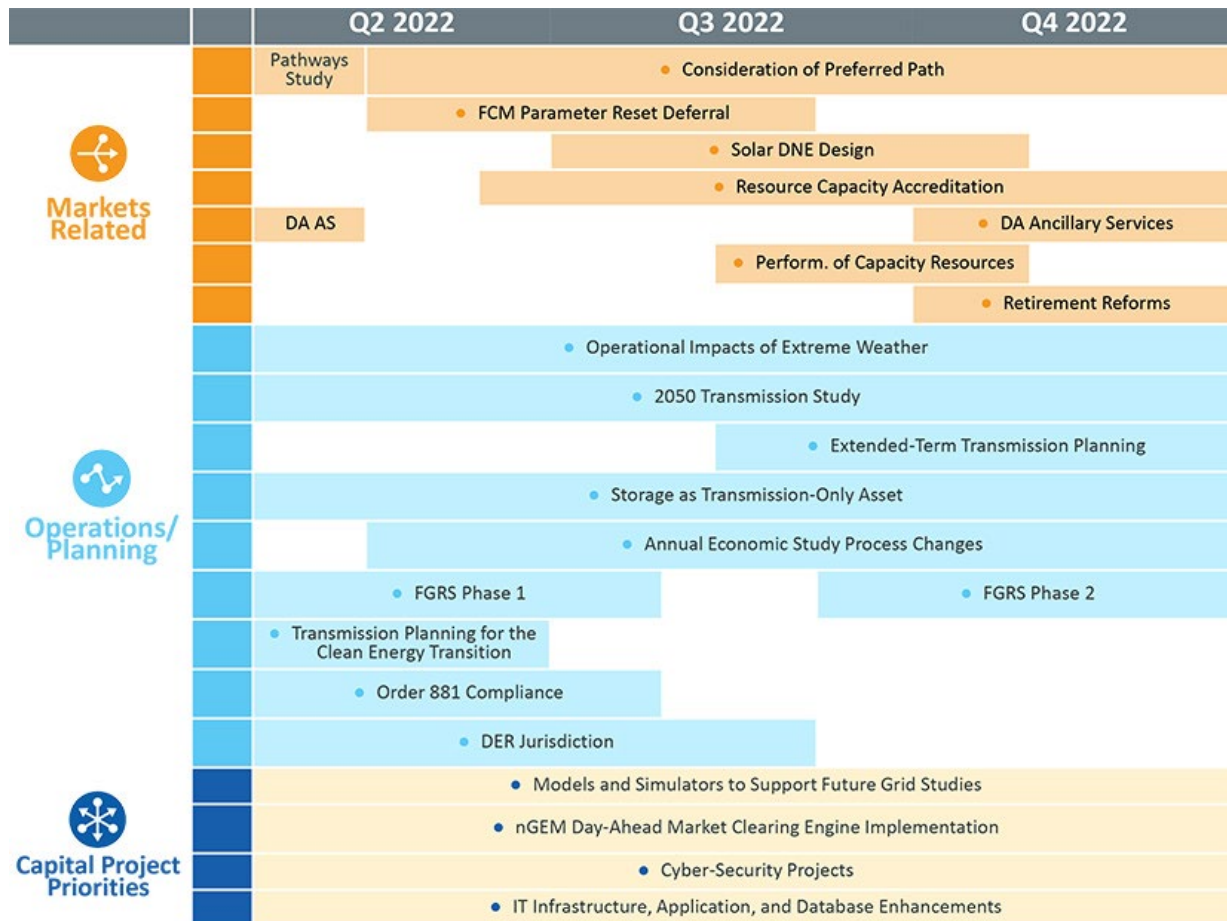 Q2 2022 Q3 2022 Q4 2022
Markets
Related
Pathways
Study
• Consideration of Preferred Path
• FCM Parameter Reset Deferral
• Solar DNE Design
• Resource Capacity Accreditation
DA AS
• DA Ancillary Services
• Perform. of Capacity Resources
• Retirement Reforms
Operations/
Planning
• Operational Impacts of Extreme Weather
• 2050 Transmission Study
• Extended-Term Transmission Planning
• Storage as Transmission-Only Asset
• Annual Economic Study Process Changes
• FGRS Phase 1
• FGRS Phase 2
• Transmission Planning for the
Clean Energy Transition
• Order 881 Compliance
• DER Jurisdiction
Capital Project
Priorities
• Models and Simulators to Support Future Grid Studies
• nGEM Day-Ahead Market Clearing Engine Implementation
• Cyber-Security Projects
• IT Infrastructure, Application, and Database Enhancements